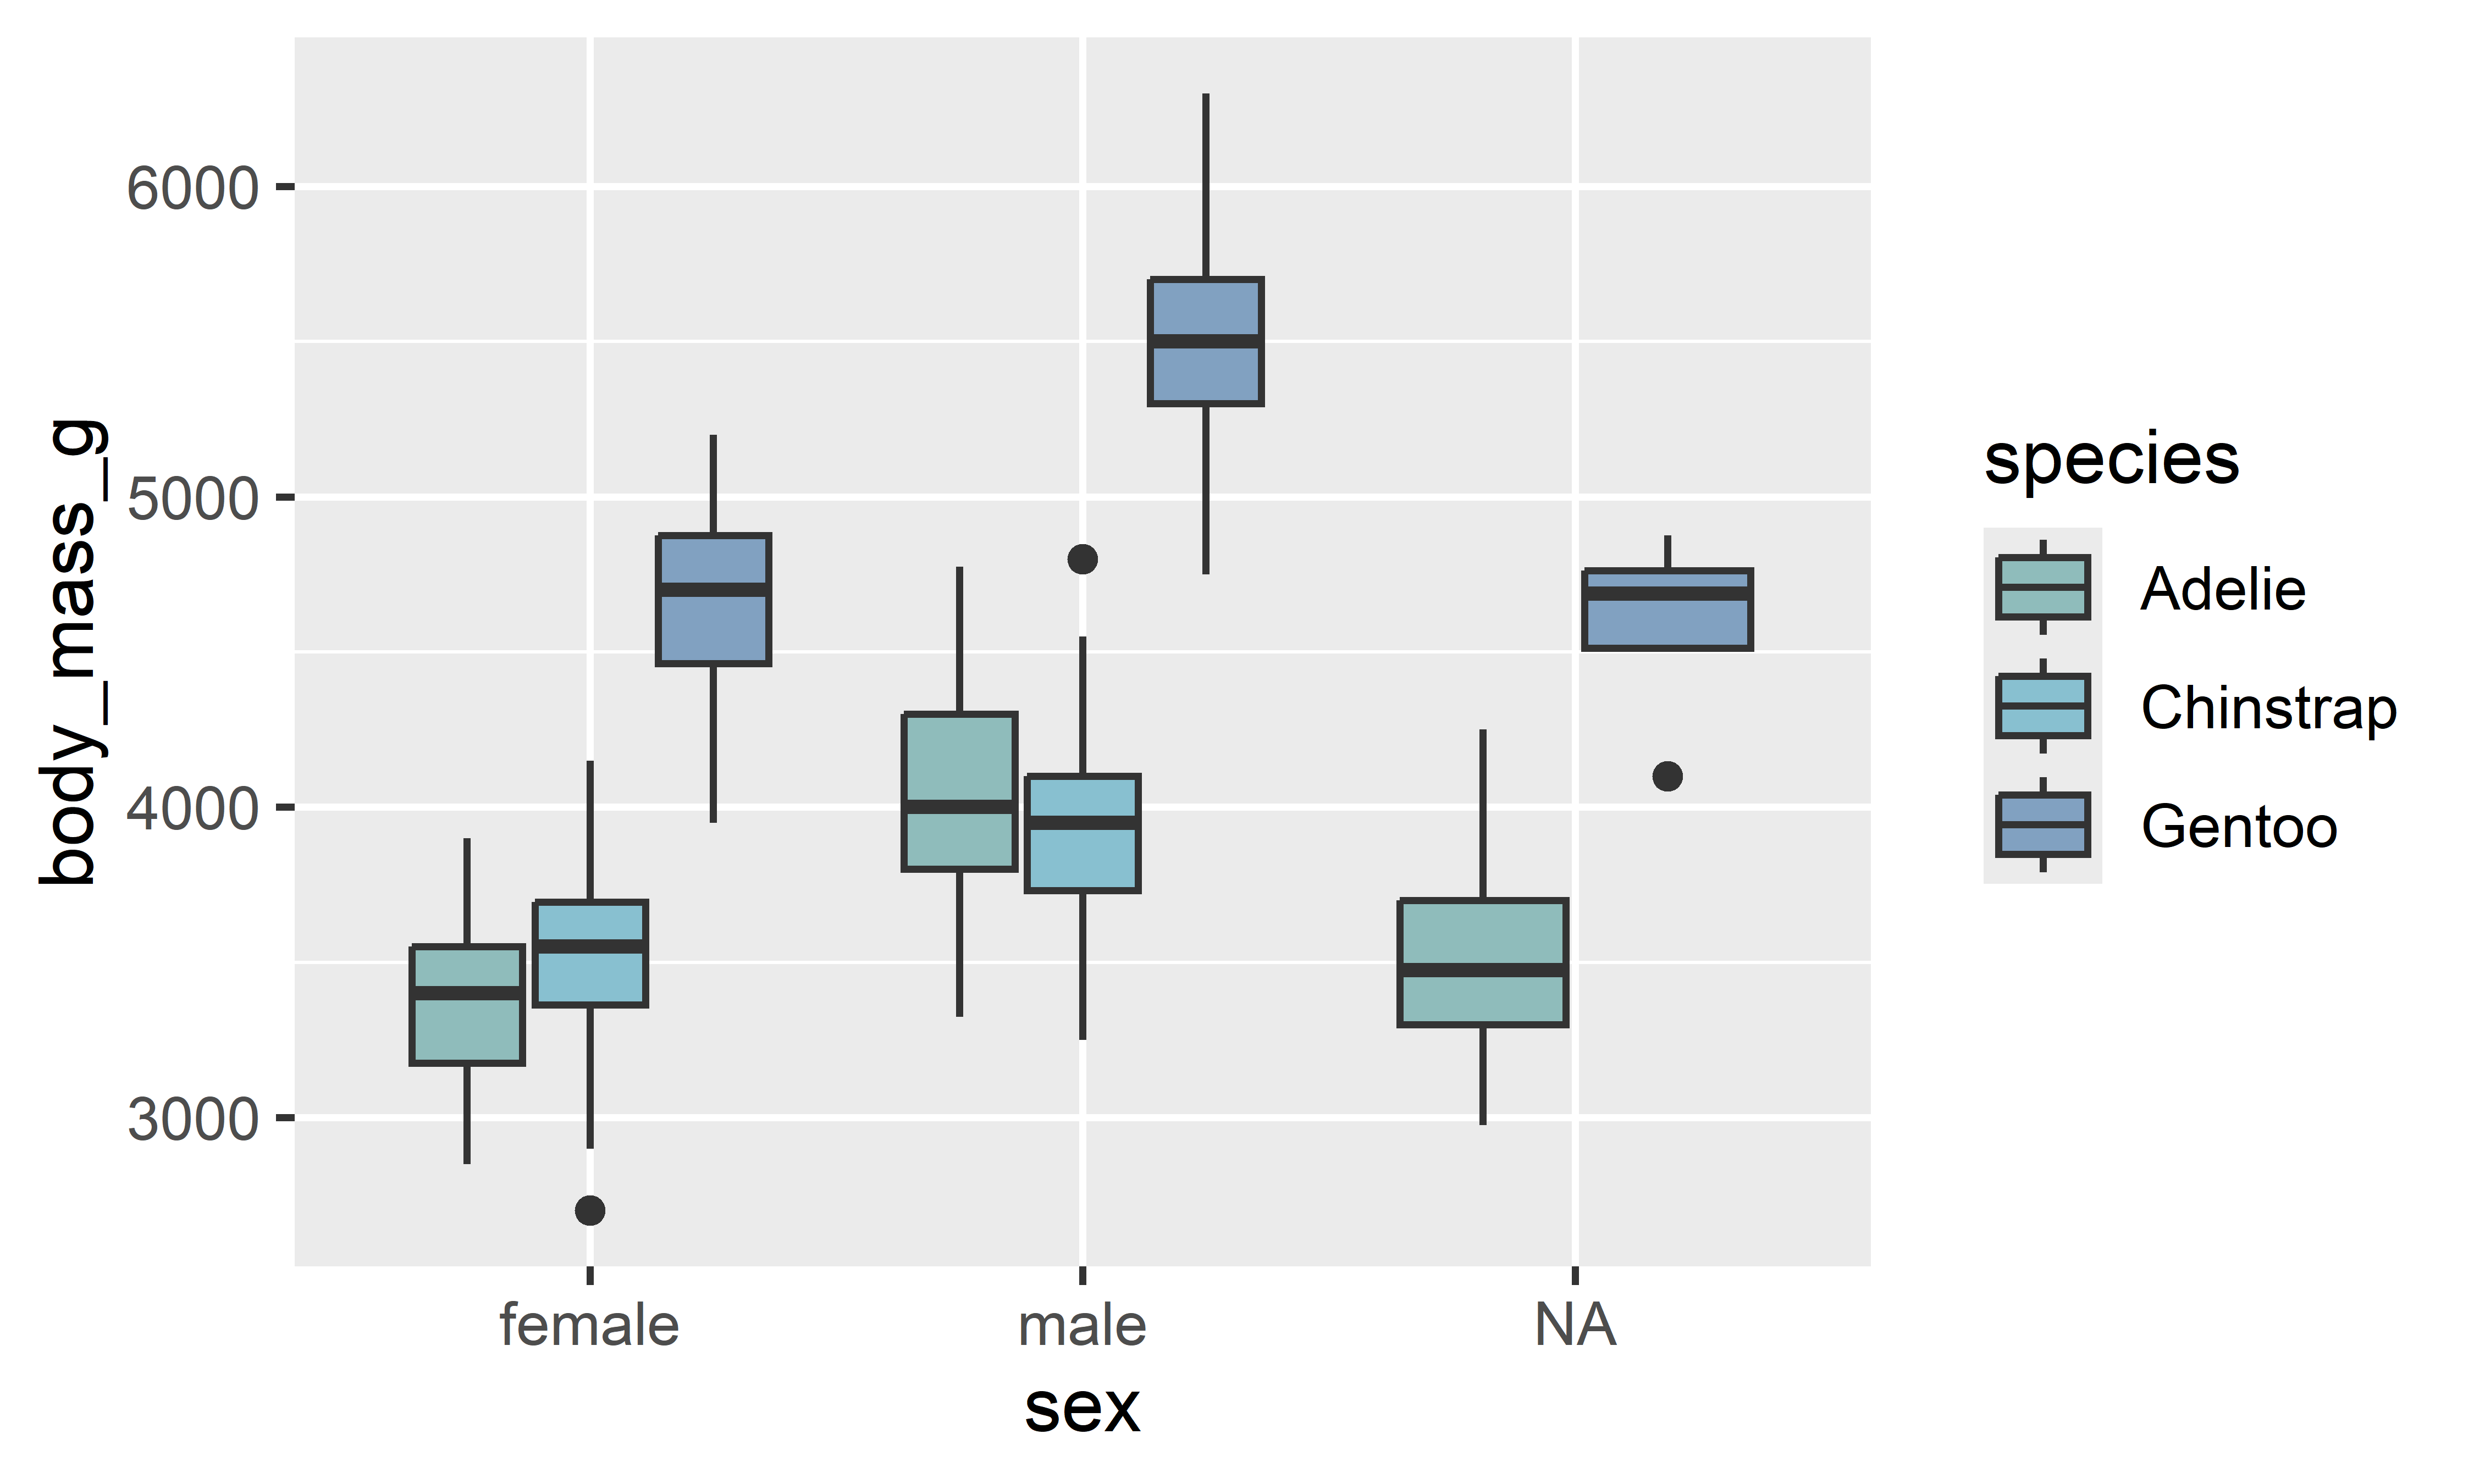 body_mass_g
6000
5000
4000
3000
female
male
NA
sex
species
Adelie
Chinstrap
Gentoo